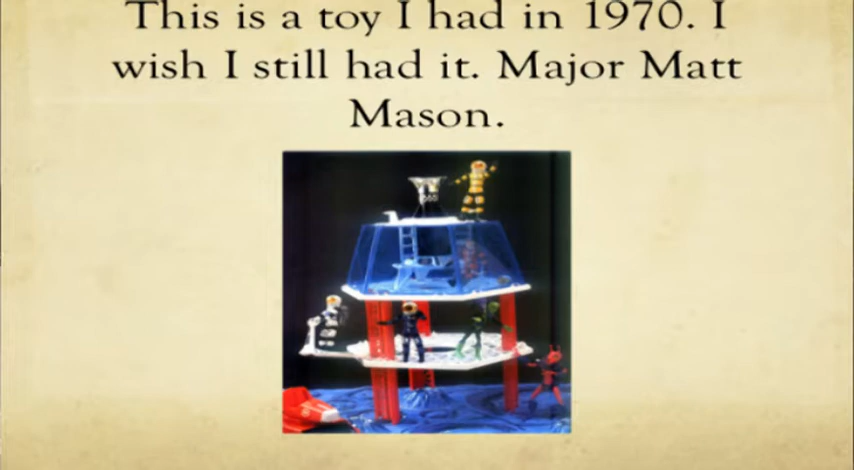 This is a toy I had in 1970. I
wish I still had it. Major Matt
Mason.